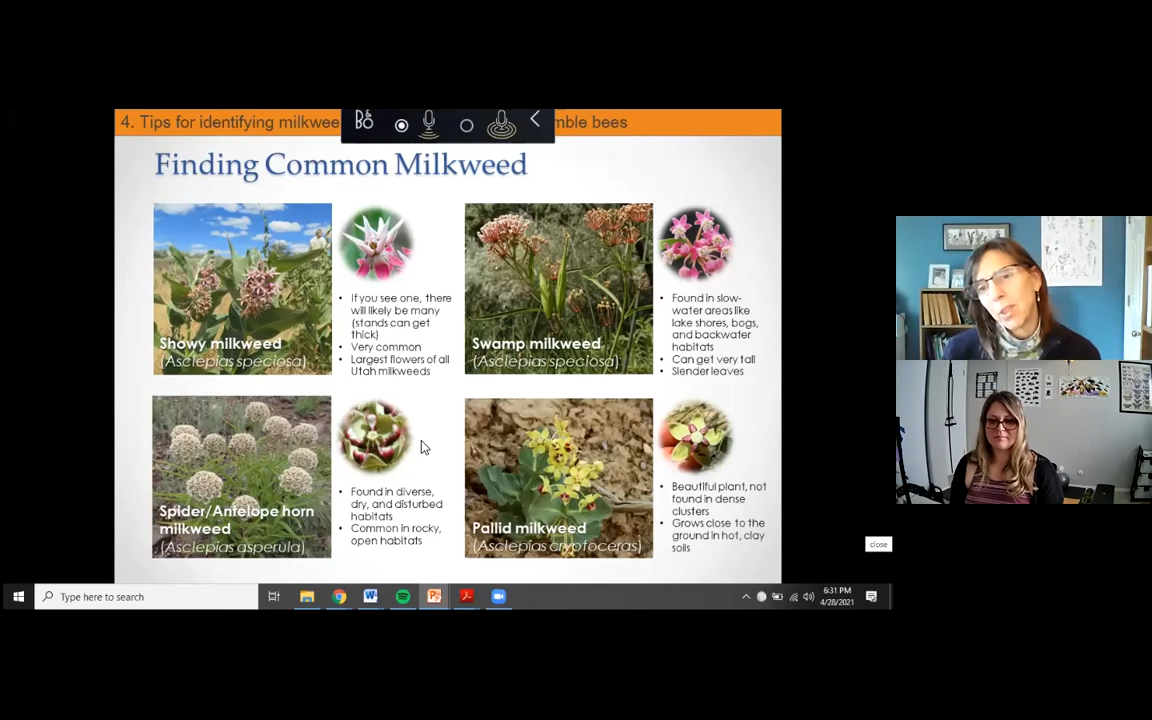 4. Tips for identifying milkwee
mble bees
Finding Common Milkweed
Showy milkweed
(Asclepias speciosa)
• If you see one, there
will likely be many
(stands can get
thick)
• Very common
• Largest flowers of all
Utah milkweeds
Swamp milkweed
(Asclepias speciosa)
• Found in slow-
water areas like
lake shores, bogs,
and backwater
habitats
• Can get very tall
• Slender leaves
Spider/Antelope horn
milkweed
(Asclepias asperula)
• Found in diverse,
dry, and disturbed
habitats
• Common in rocky,
open habitats
Pallid milkweed
(Asclepias cryptoceras)
• Beautiful plant, not
found in dense
clusters
• Grows close to the
ground in hot, clay
soils
close
Type here to search
6:31 PM
4/28/2021